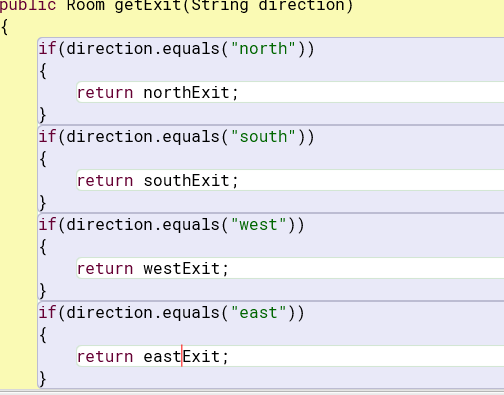 public Room getExit(String direction)
{
if(direction.equals("north"))
{
return northExit;
}
if(direction.equals("south"))
{
return southExit;
}
if(direction.equals("west"))
{
return westExit;
}
if(direction.equals("east"))
{
return eastExit;
}